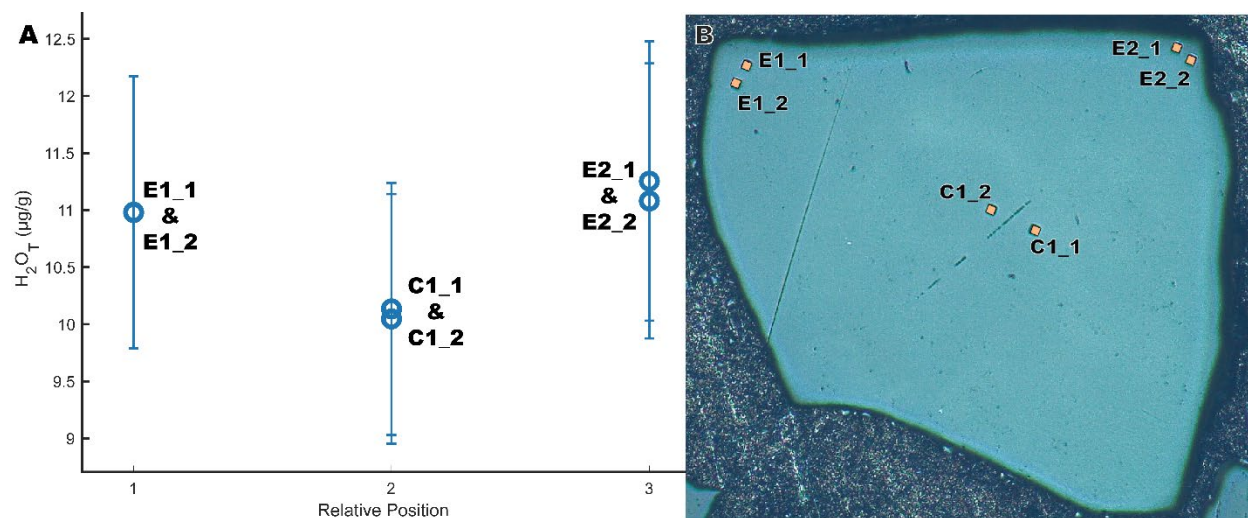 A
12.5
12
11.5
11
10.5
10
9.5
9
H₂O_T (µg/g)
E1_1
&
E1_2
C1_1
&
C1_2
E2_1
&
E2_2
1
2
3
Relative Position
B
E1_1
E1_2
E2_1
E2_2
C1_2
C1_1